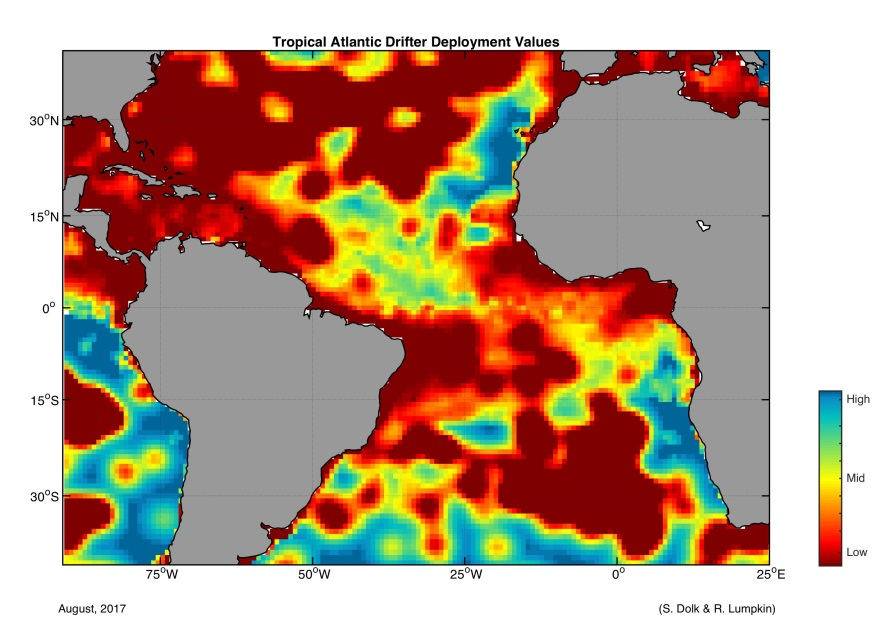 Tropical Atlantic Drifter Deployment Values
30°N
15°N
0°
15°S
30°S
75°W
50°W
25°W
0°
25°E
High
Mid
Low
August, 2017
(S. Dolk & R. Lumpkin)